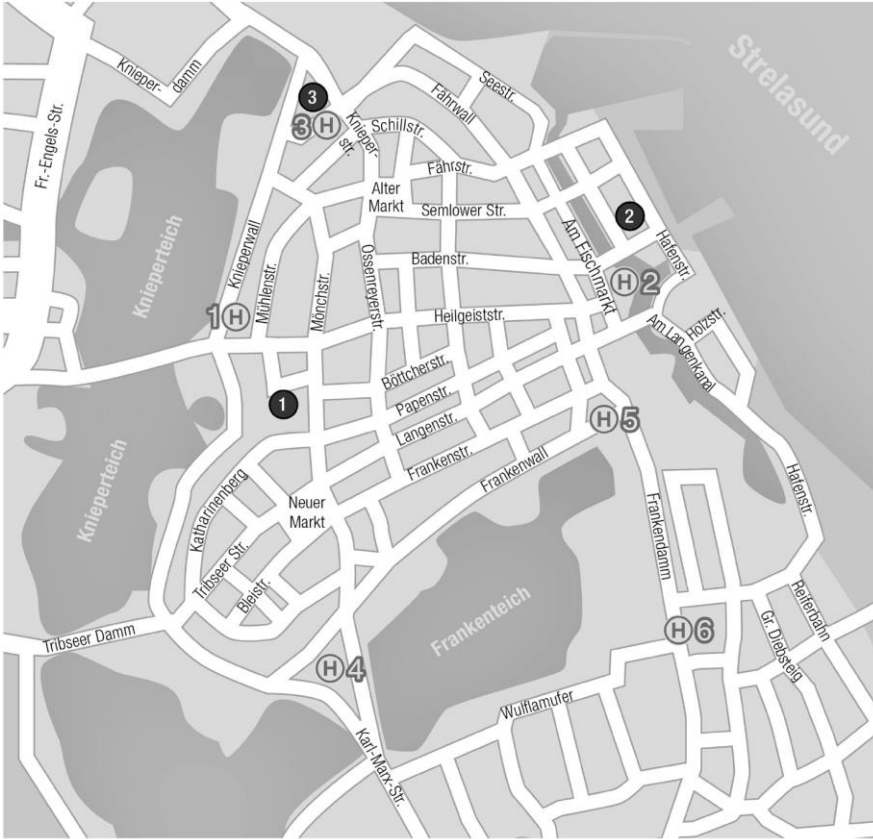 Strelasund
Knieper-
damm
Fr.-Engels-Str.
3
3 H
Knieper-
str.
Schillstr.
Fährwall
Seestr.
Fährstr.
Alter
Markt
Semlower Str.
2
Knieperteich
Knieperwall
Mühlenstr.
Mönchstr.
Ossenreyerstr.
Badenstr.
Am Fischmarkt
Hafenstr.
H 2
1 H
Heilgeiststr.
Am Langenkanal
Holzstr.
Böttcherstr.
1
Papenstr.
Langenstr.
H 5
Frankenstr.
Frankenwall
Knieperteich
Katharinenberg
Neuer
Markt
Frankendamm
Hafenstr.
Tribseer Str.
Bleistr.
Frankenteich
Tribseer Damm
H 6
Gr. Diebsteig
Reiferbahn
H 4
Wulflamufer
Karl-Marx-Str.